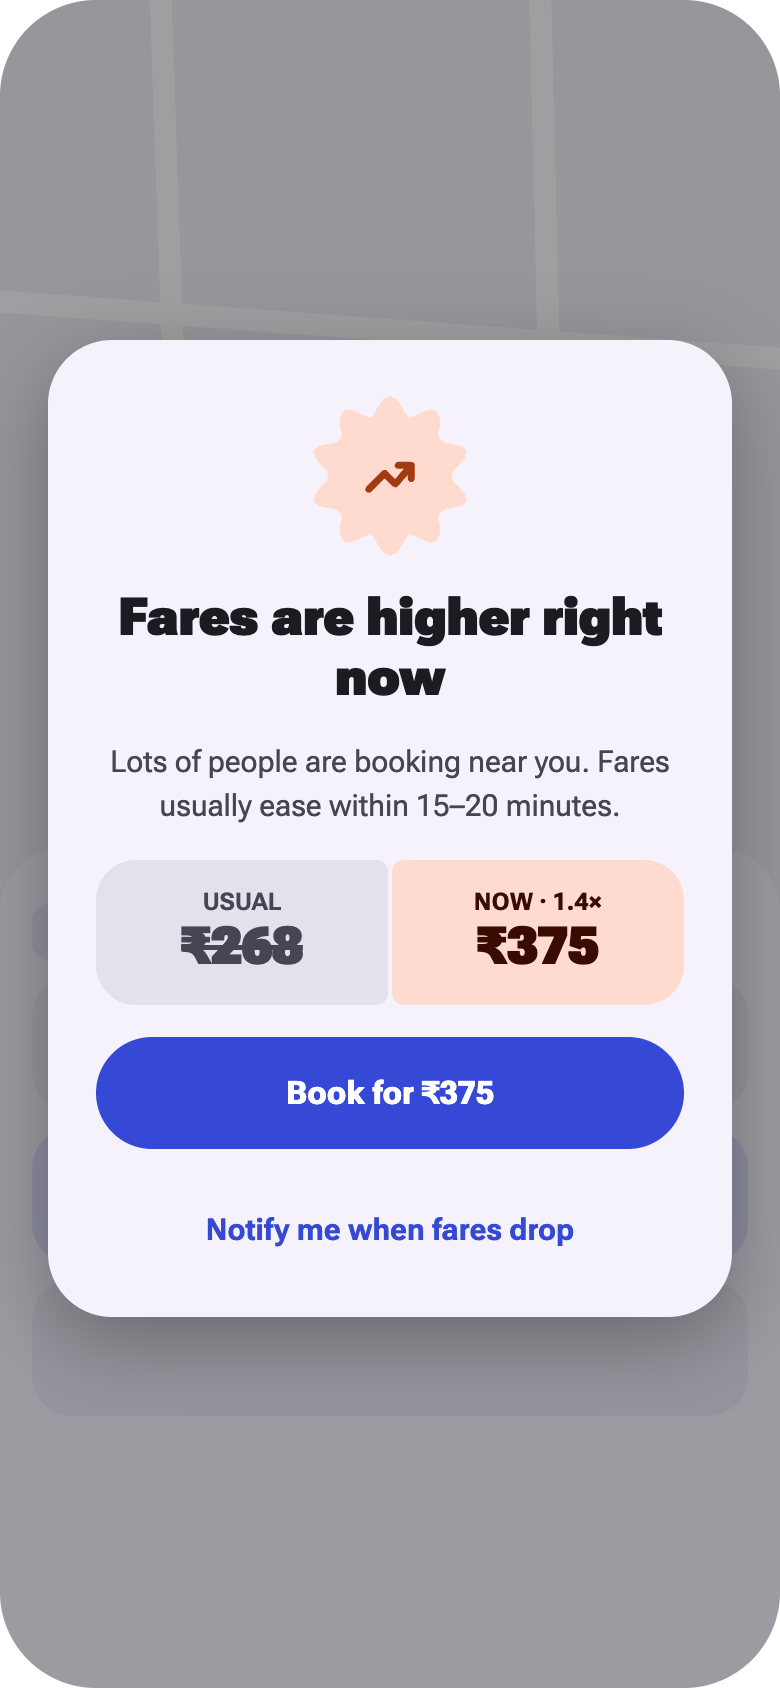 Fares are higher right
now
Lots of people are booking near you. Fares
usually ease within 15–20 minutes.
USUAL
₹268
NOW · 1.4×
₹375
Book for ₹375
Notify me when fares drop